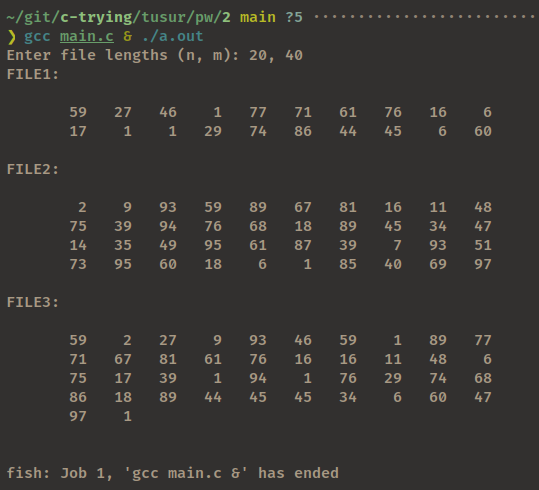 ~/git/c-trying/tusur/pw/2 main ?5 ·························
❯ gcc main.c & ./a.out
Enter file lengths (n, m): 20, 40
FILE1:
59 27 46 1 77 71 61 76 16 6
17 1 1 29 74 86 44 45 6 60
FILE2:
2 9 93 59 89 67 81 16 11 48
75 39 94 76 68 18 89 45 34 47
14 35 49 95 61 87 39 7 93 51
73 95 60 18 6 1 85 40 69 97
FILE3:
59 2 27 9 93 46 59 1 89 77
71 67 81 61 76 16 16 11 48 6
75 17 39 1 94 1 76 29 74 68
86 18 89 44 45 45 34 6 60 47
97 1
fish: Job 1, 'gcc main.c &' has ended